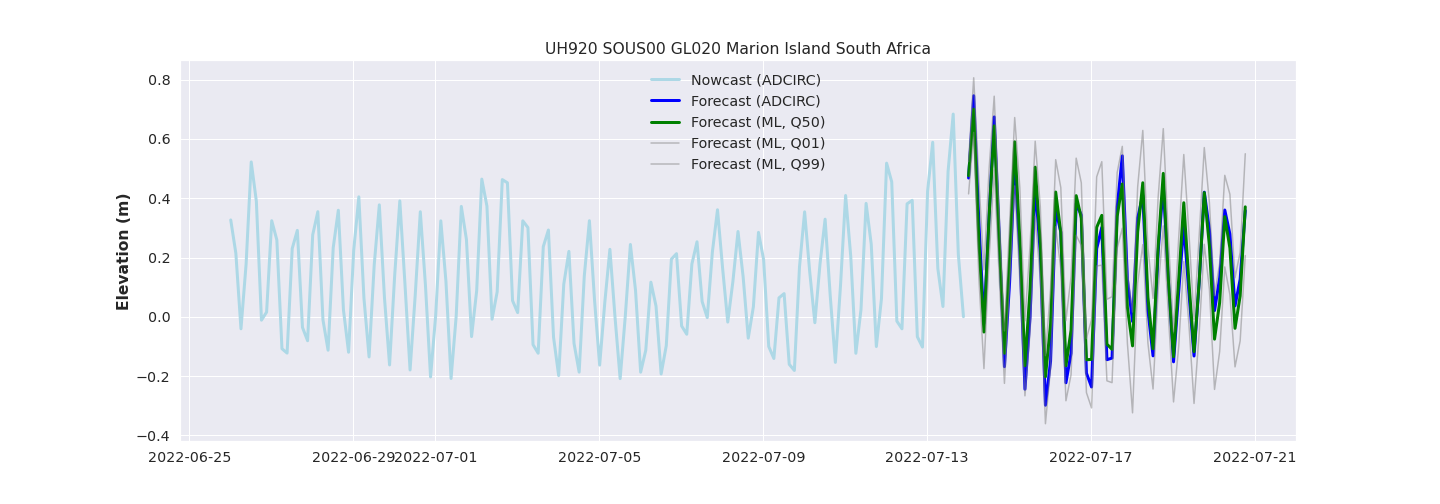 UH920 SOUS00 GL020 Marion Island South Africa
Nowcast (ADCIRC)
Forecast (ADCIRC)
Forecast (ML, Q50)
Forecast (ML, Q01)
Forecast (ML, Q99)
Elevation (m)
0.8
0.6
0.4
0.2
0.0
−0.2
−0.4
2022-06-25 2022-06-29 2022-07-01 2022-07-05 2022-07-09 2022-07-13 2022-07-17 2022-07-21